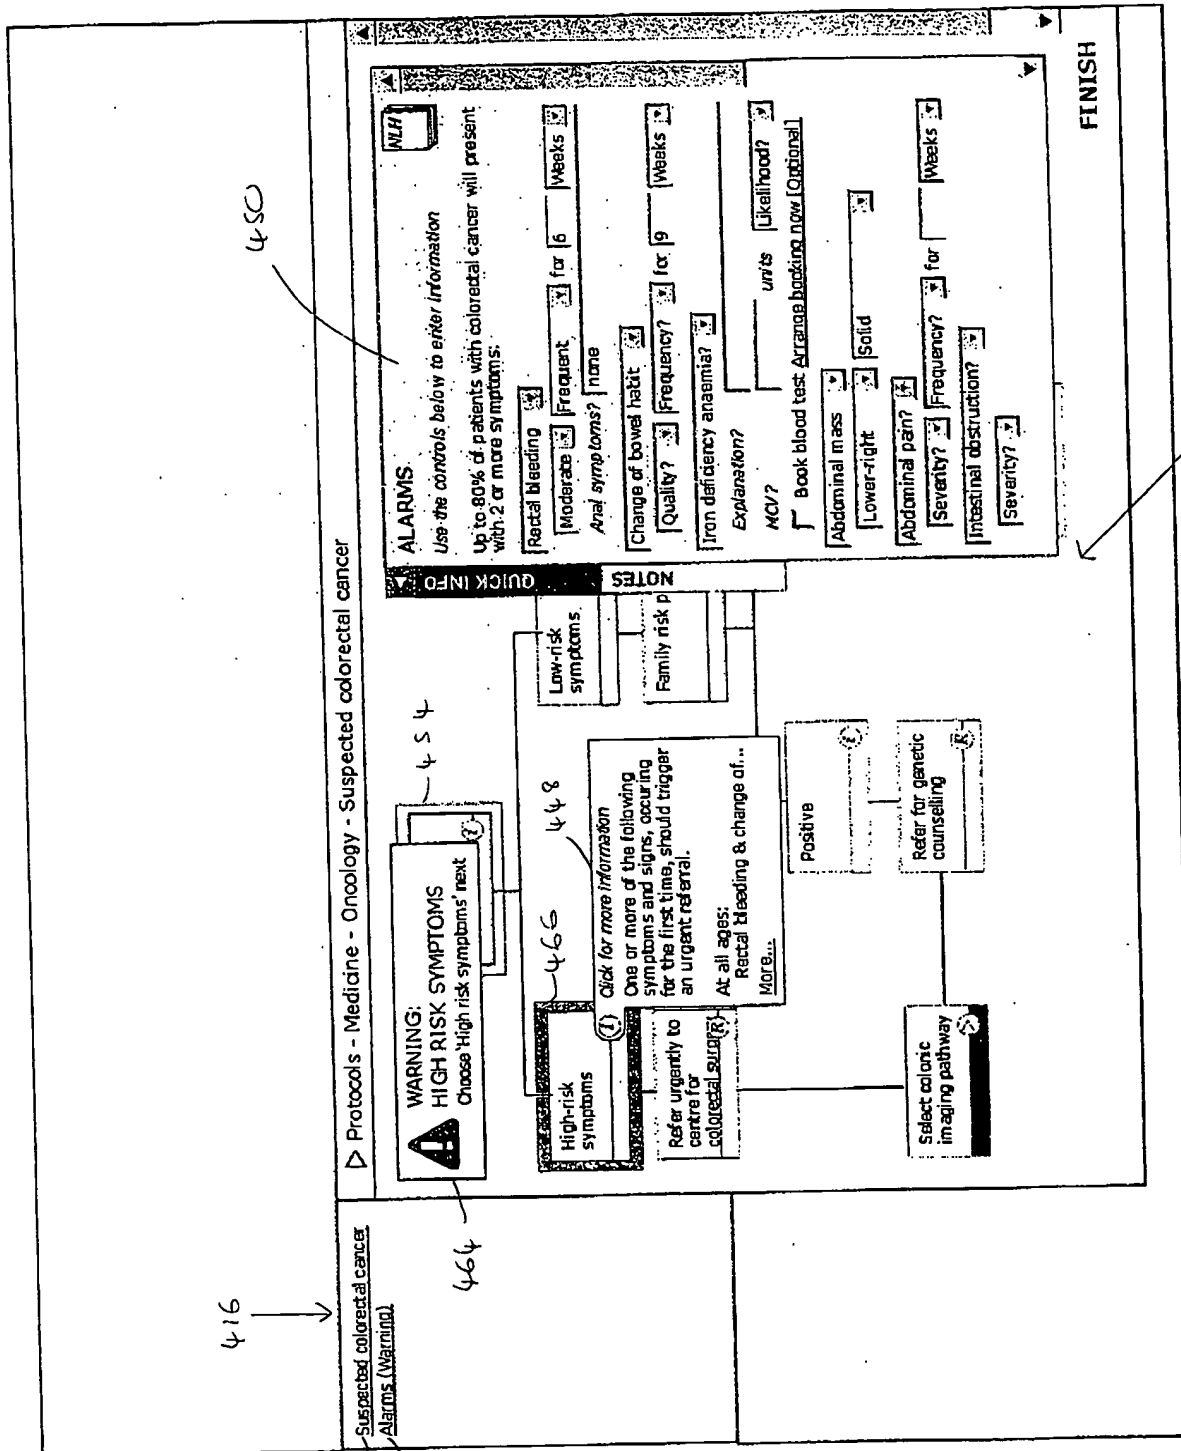 416
Suspected colorectal cancer
Alarms (Warning)
▷ Protocols - Medicine - Oncology - Suspected colorectal cancer
464
WARNING:
HIGH RISK SYMPTOMS
Choose 'High risk symptoms' next
?
454
High-risk
symptoms
I
466
448
Click for more information
One or more of the following
symptoms and signs, occuring
for the first time, should trigger
an urgent referral.
At all ages:
Rectal bleeding & change of...
More...
Low-risk
symptoms
Family risk p
Refer urgently to
centre for
colorectal surgery
R
Positive
Refer for genetic
counselling
R
Select colonic
imaging pathway
>
QUICK INFO
NOTES
450
ALARMS
NLH
Use the controls below to enter information
Up to 80% of patients with colorectal cancer will present
with 2 or more symptoms:
Rectal bleeding
Moderate Frequent for 6 Weeks
Anal symptoms? none
Change of bowel habit
Quality? Frequency? for 9 Weeks
Iron deficiency anaemia?
Explanation?
MCV? units Likelihood?
Book blood test Arrange booking now [Optional]
Abdominal mass
Lower-right Solid
Abdominal pain?
Severity? Frequency? for Weeks
Intestinal obstruction?
Severity?
FINISH